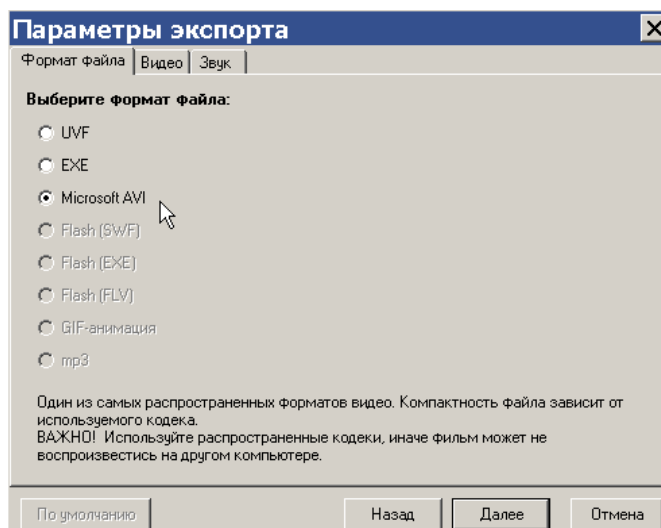 Параметры экспорта
Формат файла Видео Звук
Выберите формат файла:
UVF
EXE
Microsoft AVI
Flash (SWF)
Flash (EXE)
Flash (FLV)
GIF-анимация
mp3
Один из самых распространенных форматов видео. Компактность файла зависит от
используемого кодека.
ВАЖНО! Используйте распространенные кодеки, иначе фильм может не
воспроизвестись на другом компьютере.
По умолчанию Назад Далее Отмена